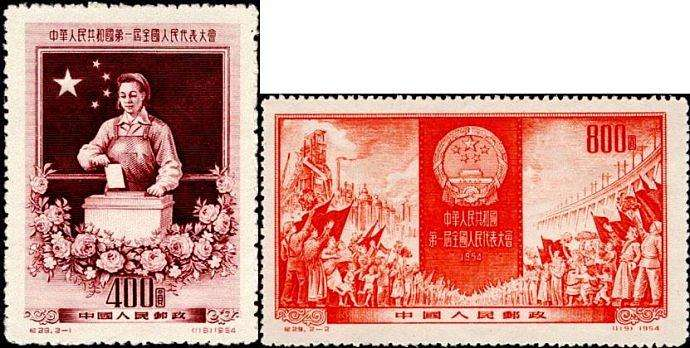 中華人民共和國第一屆全國人民代表大會
400圓
中國人民郵政
紀29.2-1
(118)1954
800圓
中華人民共和國
第一屆全國人民代表大會
1954
中國人民郵政
紀29.2-2
(119)1954